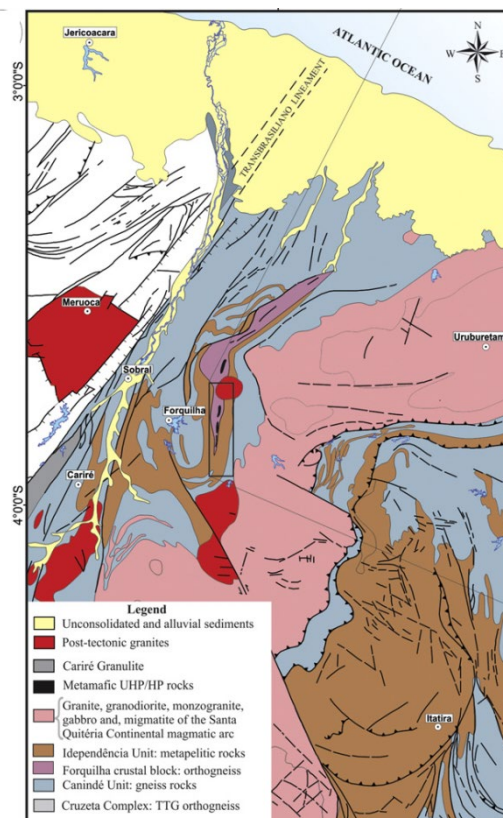 Jericoacara
ATLANTIC OCEAN
N
W
E
S
3°0'0"S
TRANSBRASILIANO LINEAMENT
Meruoca
Uruburetam
Sobral
Forquilha
Cariré
4°0'0"S
Itatira
Legend
Unconsolidated and alluvial sediments
Post-tectonic granites
Cariré Granulite
Metamafic UHP/HP rocks
Granite, granodiorite, monzogranite,
gabbro and, migmatite of the Santa
Quitéria Continental magmatic arc
Idependência Unit: metapelitic rocks
Forquilha crustal block: orthogneiss
Canindé Unit: gneiss rocks
Cruzeta Complex: TTG orthogneiss